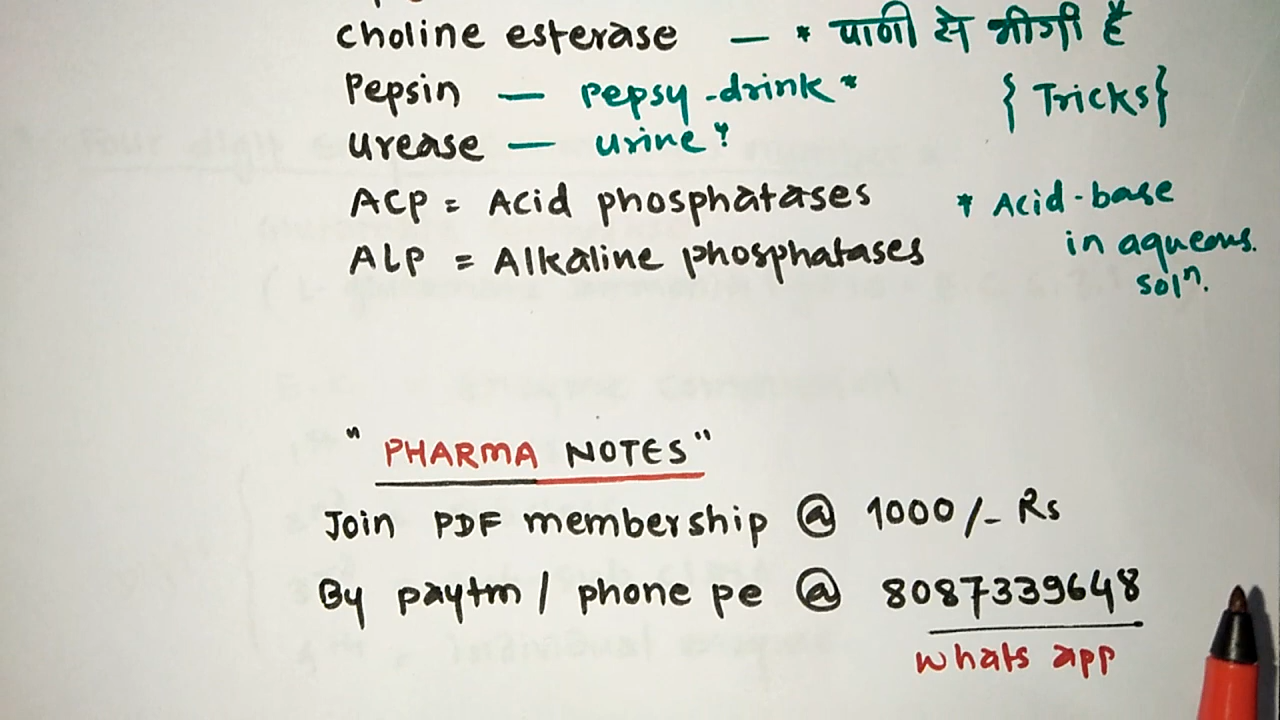 choline esterase — * पाणी से भीगी है
Pepsin — pepsy-drink * { Tricks }
urease — urine *
ACP = Acid phosphatases * Acid-base
ALP = Alkaline phosphatases in aqueous.
solⁿ.
" PHARMA NOTES "
Join PDF membership @ 1000/- Rs
By paytm / phone pe @ 8087339648
whats app